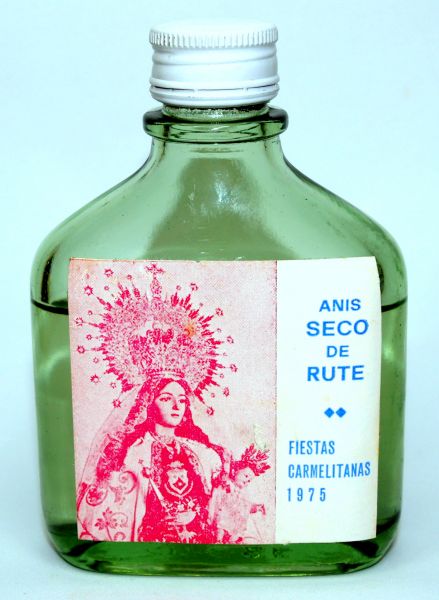 ANIS
SECO
DE
RUTE
FIESTAS
CARMELITANAS
1975